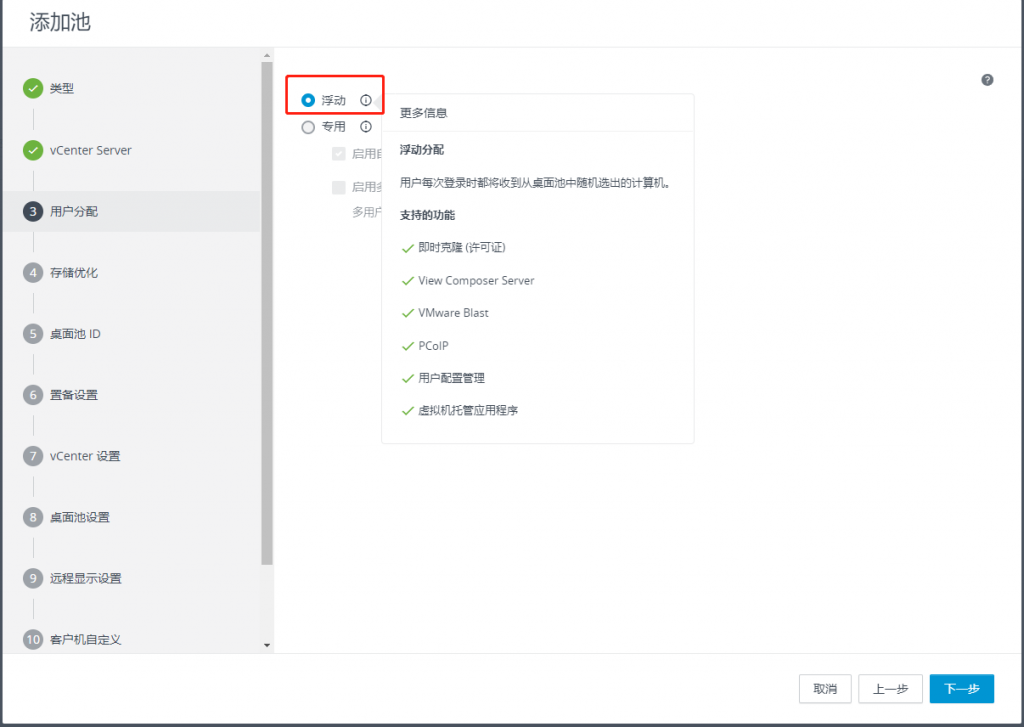 添加池
类型
vCenter Server
3 用户分配
4 存储优化
5 桌面池 ID
6 置备设置
7 vCenter 设置
8 桌面池设置
9 远程显示设置
10 客户机自定义
浮动
专用
启用
启用
多用户
更多信息
浮动分配
用户每次登录时都将收到从桌面池中随机选出的计算机。
支持的功能
即时克隆 (许可证)
View Composer Server
VMware Blast
PCoIP
用户配置管理
虚拟机托管应用程序
取消
上一步
下一步